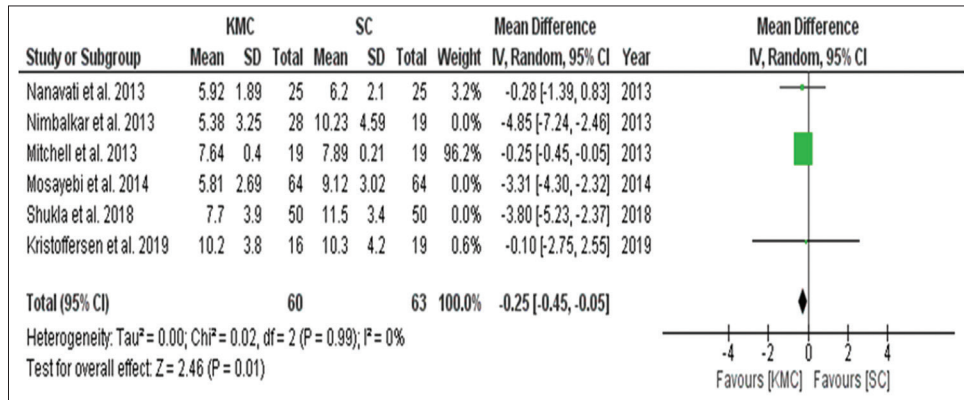 KMC SC Mean Difference Mean Difference
Study or Subgroup Mean SD Total Mean SD Total Weight IV, Random, 95% CI Year IV, Random, 95% CI
Nanavati et al. 2013 5.92 1.89 25 6.2 2.1 25 3.2% -0.28 [-1.39, 0.83] 2013
Nimbalkar et al. 2013 5.38 3.25 28 10.23 4.59 19 0.0% -4.85 [-7.24, -2.46] 2013
Mitchell et al. 2013 7.64 0.4 19 7.89 0.21 19 96.2% -0.25 [-0.45, -0.05] 2013
Mosayebi et al. 2014 5.81 2.69 64 9.12 3.02 64 0.0% -3.31 [-4.30, -2.32] 2014
Shukla et al. 2018 7.7 3.9 50 11.5 3.4 50 0.0% -3.80 [-5.23, -2.37] 2018
Kristoffersen et al. 2019 10.2 3.8 16 10.3 4.2 19 0.6% -0.10 [-2.75, 2.55] 2019
Total (95% CI) 60 63 100.0% -0.25 [-0.45, -0.05]
Heterogeneity: Tau² = 0.00; Chi² = 0.02, df = 2 (P = 0.99); I² = 0%
Test for overall effect: Z = 2.46 (P = 0.01)
-4 -2 0 2 4
Favours [KMC] Favours [SC]